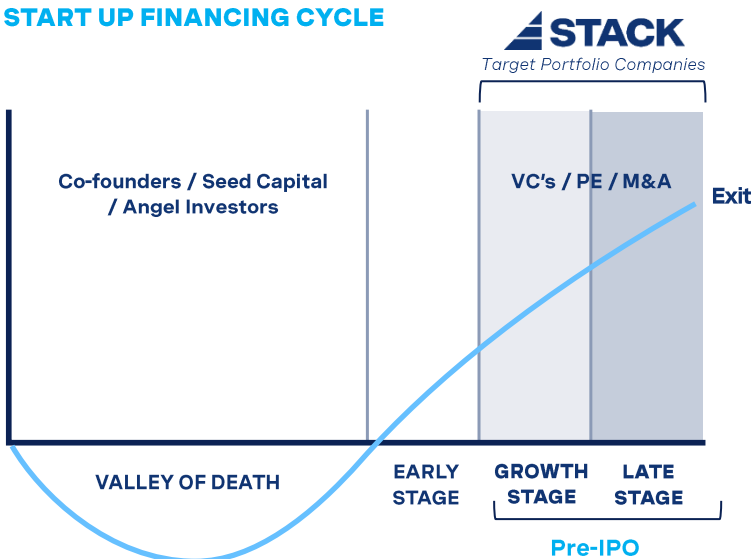 START UP FINANCING CYCLE
STACK
Target Portfolio Companies
Co-founders / Seed Capital
/ Angel Investors
VC's / PE / M&A
Exit
VALLEY OF DEATH
EARLY
STAGE
GROWTH
STAGE
LATE
STAGE
Pre-IPO